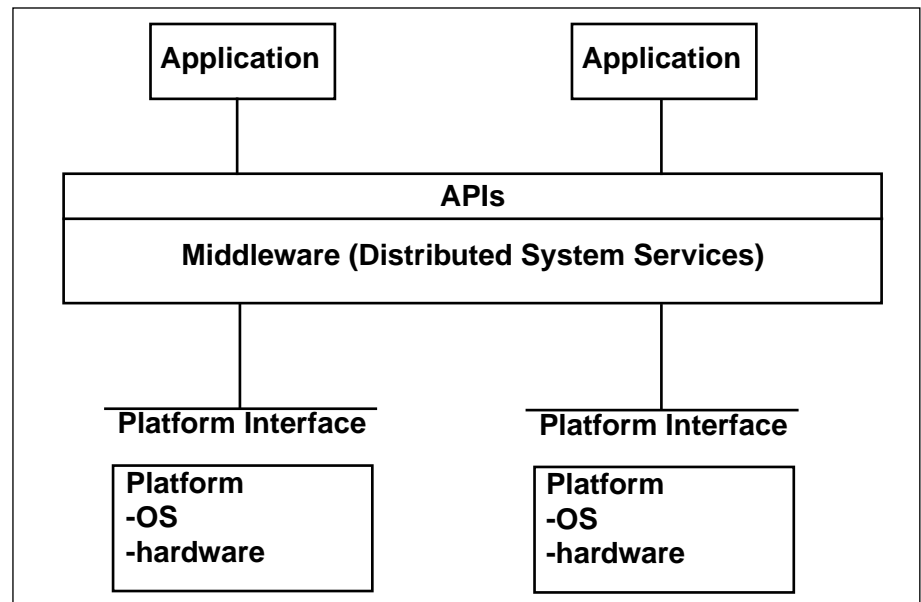 Application
Application
APIs
Middleware (Distributed System Services)
Platform Interface
Platform Interface
Platform
-OS
-hardware
Platform
-OS
-hardware